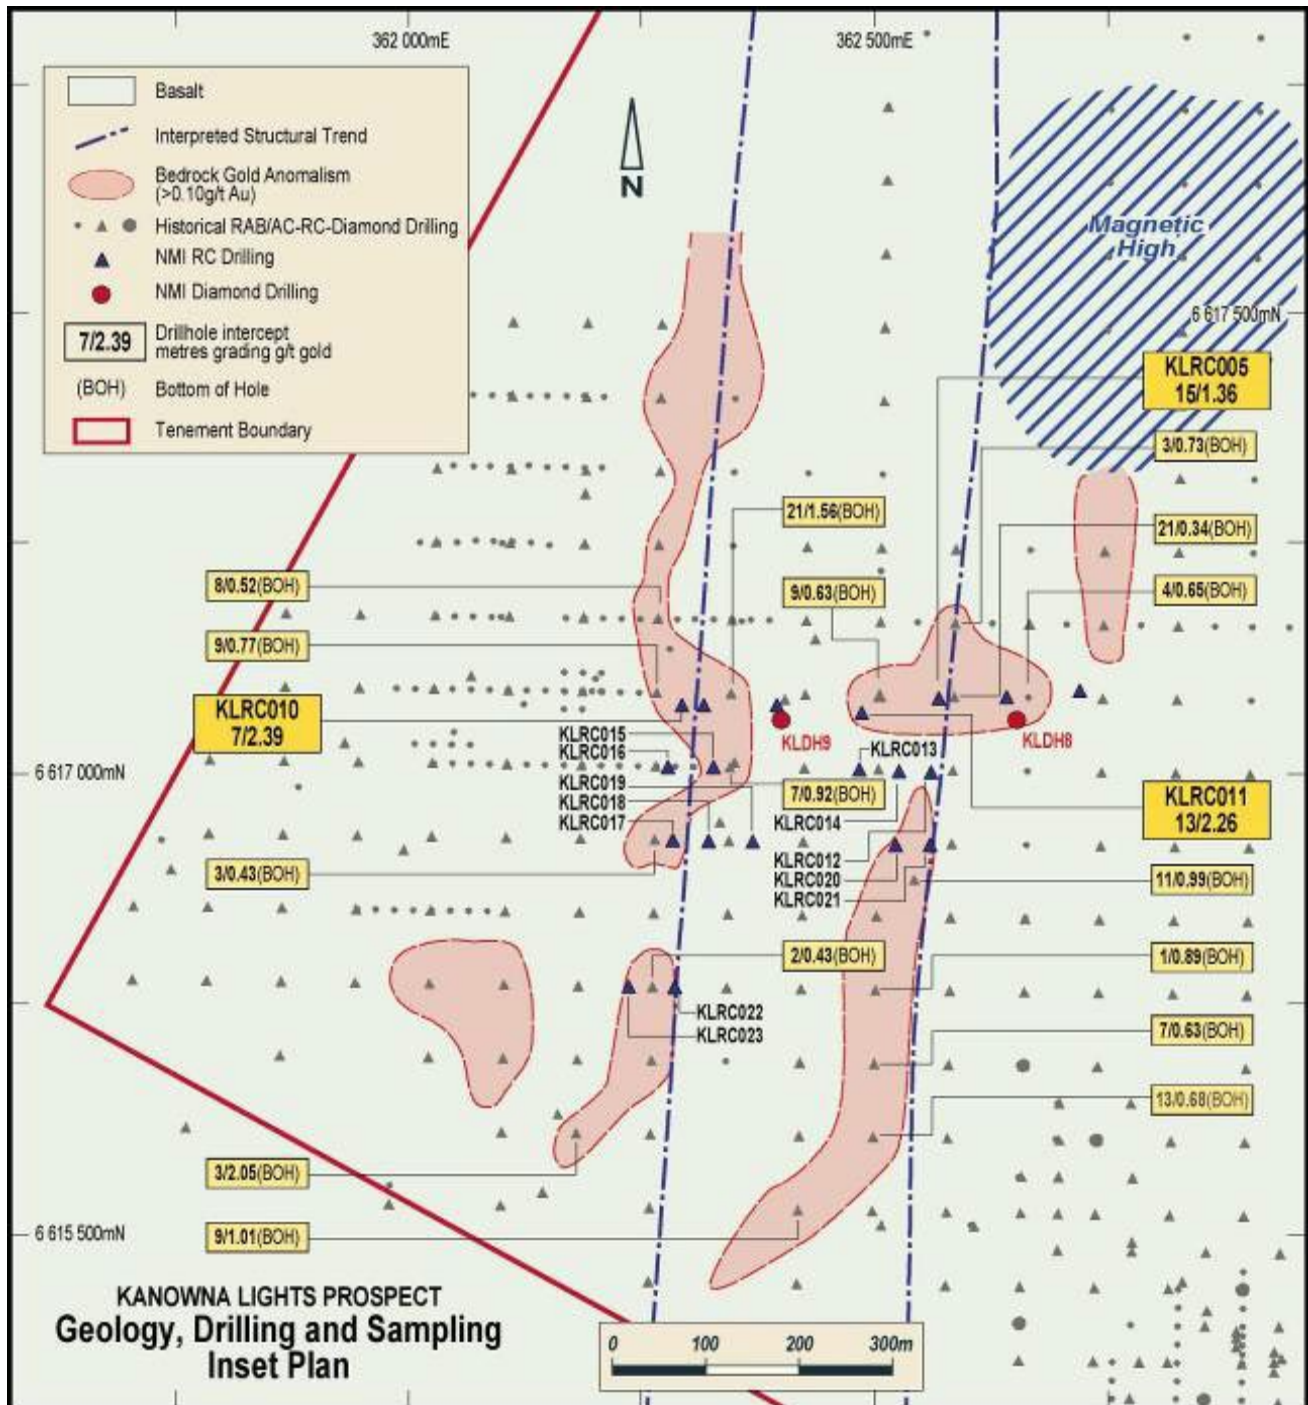 362 000mE
362 500mE
Basalt
Interpreted Structural Trend
Bedrock Gold Anomalism
(>0.10g/t Au)
Historical RAB/AC-RC-Diamond Drilling
NMI RC Drilling
NMI Diamond Drilling
7/2.39
Drillhole intercept
metres grading g/t gold
(BOH)
Bottom of Hole
Tenement Boundary
N
Magnetic
High
6 617 500mN
KLRC005
15/1.36
3/0.73(BOH)
21/1.56(BOH)
21/0.34(BOH)
8/0.52(BOH)
9/0.63(BOH)
4/0.65(BOH)
9/0.77(BOH)
KLRC010
7/2.39
KLRC015
KLRC016
KLDH9
KLRC013
KLDH8
6 617 000mN
KLRC019
KLRC018
KLRC017
7/0.92(BOH)
KLRC014
KLRC011
13/2.26
KLRC012
KLRC020
KLRC021
3/0.43(BOH)
11/0.99(BOH)
2/0.43(BOH)
1/0.89(BOH)
KLRC022
KLRC023
7/0.63(BOH)
13/0.68(BOH)
3/2.05(BOH)
9/1.01(BOH)
6 615 500mN
KANOWNA LIGHTS PROSPECT
Geology, Drilling and Sampling
Inset Plan
0 100 200 300m